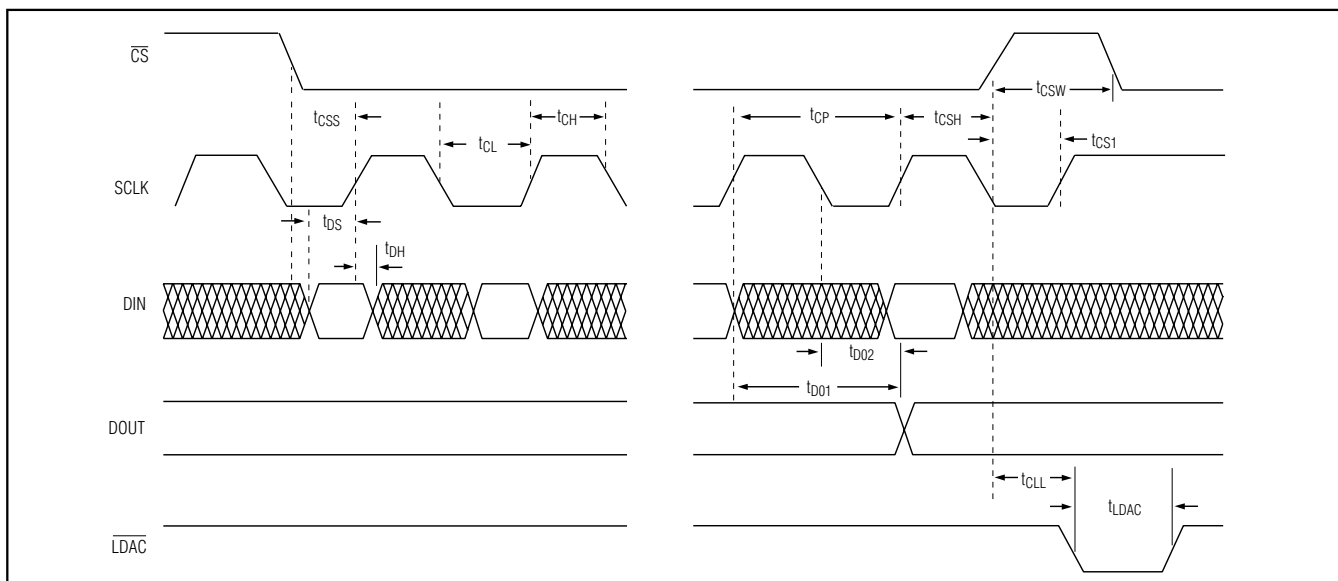 CS
tCSW
tCSS
tCH
tCP
tCSH
tCL
tCS1
SCLK
tDS
tDH
DIN
tD02
tD01
DOUT
tCLL
tLDAC
LDAC